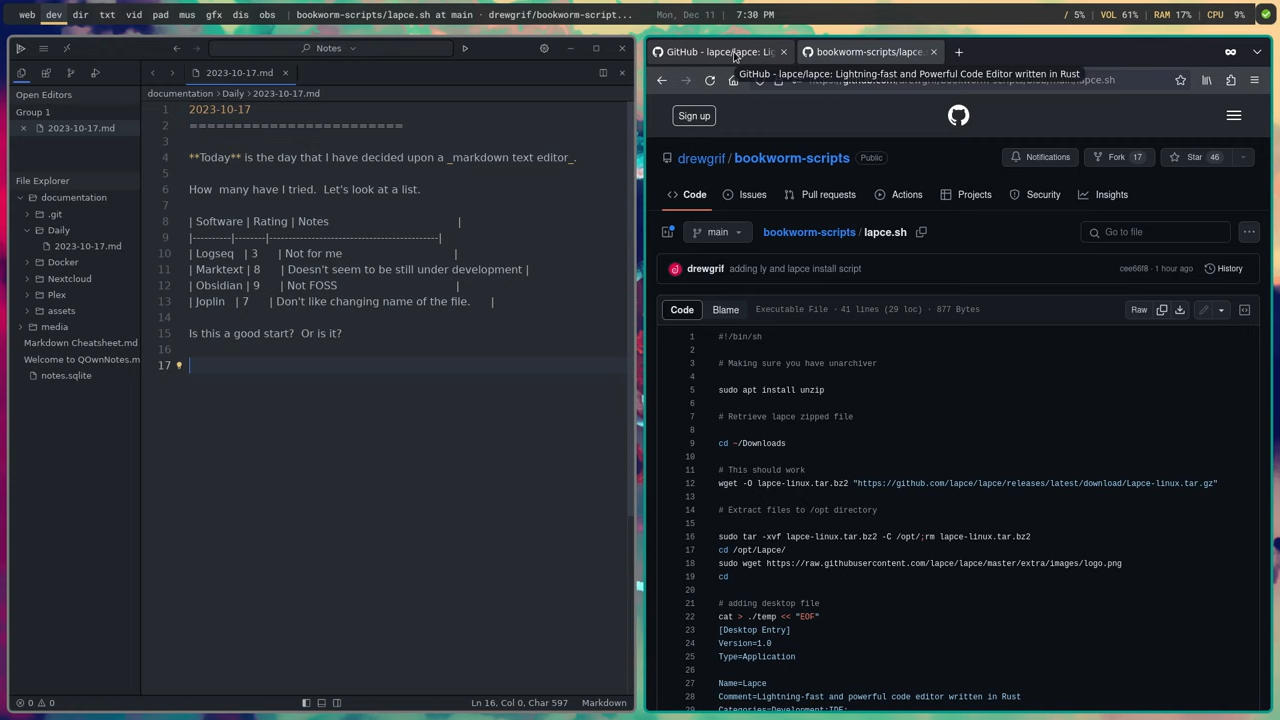 web dev dir txt vid pad mus gfx dis obs bookworm-scripts/lapce.sh at main · drewgrif/bookworm-script...
Mon, Dec 11 7:30 PM
/ 5% VOL 61% RAM 17% CPU 9%
Notes
2023-10-17.md
Open Editors
Group 1
2023-10-17.md
File Explorer
documentation
.git
Daily
2023-10-17.md
Docker
Nextcloud
Plex
assets
media
Markdown Cheatsheet.md
Welcome to QOwnNotes.m
notes.sqlite
documentation Daily 2023-10-17.md
1 2023-10-17
2 ========================
3
4 **Today** is the day that I have decided upon a _markdown text editor_.
5
6 How many have I tried. Let's look at a list.
7
8 | Software | Rating | Notes |
9 |----------|--------|------------------------------------------|
10 | Logseq | 3 | Not for me |
11 | Marktext | 8 | Doesn't seem to be still under development |
12 | Obsidian | 9 | Not FOSS |
13 | Joplin | 7 | Don't like changing name of the file. |
14
15 Is this a good start? Or is it?
16
17
0 0
Ln 16, Col 0, Char 597 Markdown
GitHub - lapce/lapce: Lig
bookworm-scripts/lapce.
GitHub - lapce/lapce: Lightning-fast and Powerful Code Editor written in Rust
Sign up
drewgrif / bookworm-scripts Public
Notifications Fork 17 Star 46
Code Issues Pull requests Actions Projects Security Insights
main bookworm-scripts / lapce.sh
Go to file
drewgrif adding ly and lapce install script
cee66f8 · 1 hour ago History
Code Blame Executable File · 41 lines (29 loc) · 877 Bytes
Raw
1 #!/bin/sh
2
3 # Making sure you have unarchiver
4
5 sudo apt install unzip
6
7 # Retrieve lapce zipped file
8
9 cd ~/Downloads
10
11 # This should work
12 wget -O lapce-linux.tar.bz2 "https://github.com/lapce/lapce/releases/latest/download/Lapce-linux.tar.gz"
13
14 # Extract files to /opt directory
15
16 sudo tar -xvf lapce-linux.tar.bz2 -C /opt/;rm lapce-linux.tar.bz2
17 cd /opt/Lapce/
18 sudo wget https://raw.githubusercontent.com/lapce/lapce/master/extra/images/logo.png
19 cd
20
21 # adding desktop file
22 cat > ./temp << "EOF"
23 [Desktop Entry]
24 Version=1.0
25 Type=Application
26
27 Name=Lapce
28 Comment=Lightning-fast and powerful code editor written in Rust
29 Categories=Development;IDE;